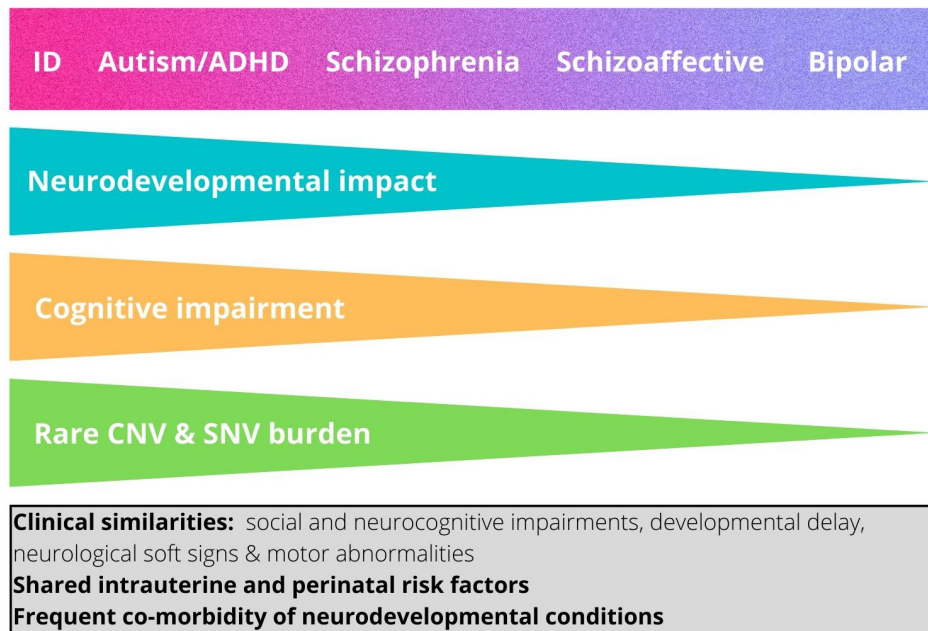 ID Autism/ADHD Schizophrenia Schizoaffective Bipolar
Neurodevelopmental impact
Cognitive impairment
Rare CNV & SNV burden
Clinical similarities: social and neurocognitive impairments, developmental delay,
neurological soft signs & motor abnormalities
Shared intrauterine and perinatal risk factors
Frequent co-morbidity of neurodevelopmental conditions